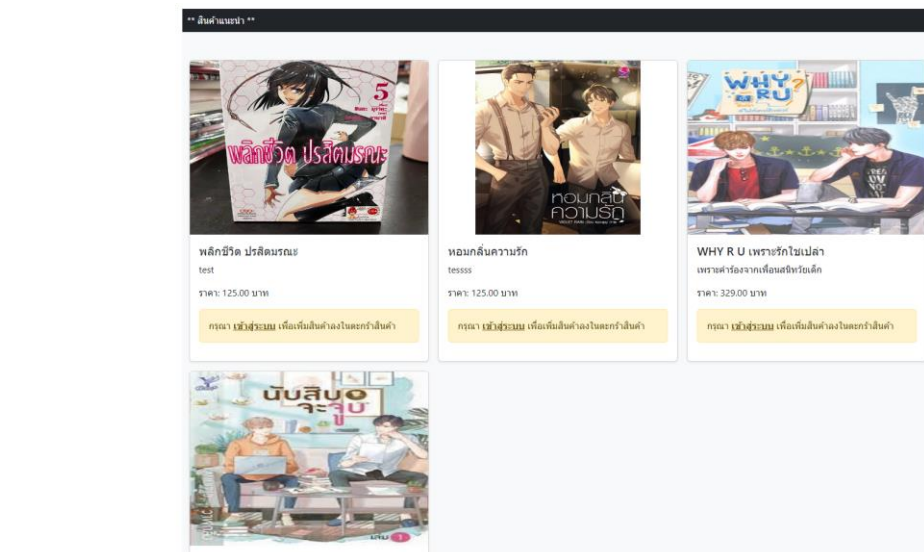 ** สินค้าแนะนำ **
5
พลิกชีวิต ปรสิตมรณะ
หอมกลิ่น
ความรัก
WHY?
RU
พลิกชีวิต ปรสิตมรณะ
test
ราคา: 125.00 บาท
กรุณา เข้าสู่ระบบ เพื่อเพิ่มสินค้าลงในตะกร้าสินค้า
หอมกลิ่นความรัก
tessss
ราคา: 125.00 บาท
กรุณา เข้าสู่ระบบ เพื่อเพิ่มสินค้าลงในตะกร้าสินค้า
WHY R U เพราะรักใช่เปล่า
เพราะคำร้องจากเพื่อนสนิทวัยเด็ก
ราคา: 329.00 บาท
กรุณา เข้าสู่ระบบ เพื่อเพิ่มสินค้าลงในตะกร้าสินค้า
นับสิบ
จะจูบ
เล่ม 1